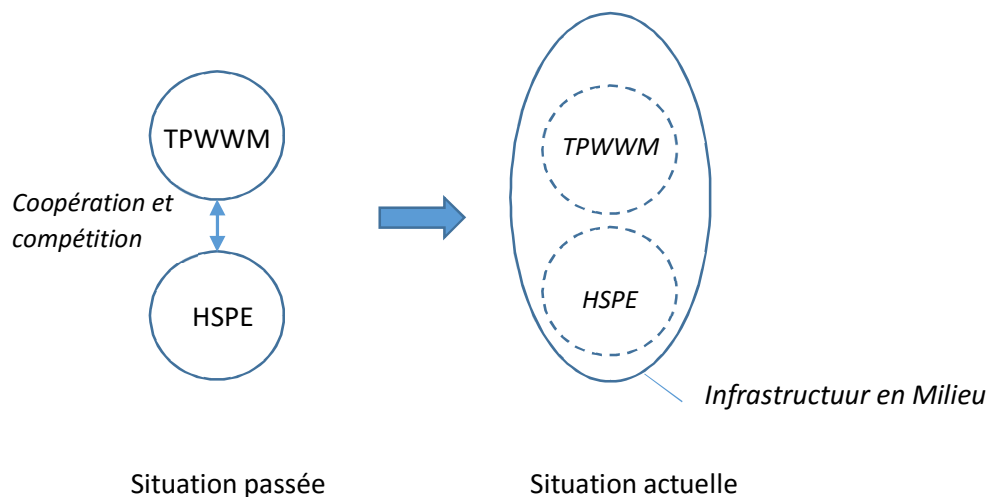 TPWWM
Coopération et
compétition
HSPE
TPWWM
HSPE
Infrastructuur en Milieu
Situation passée
Situation actuelle